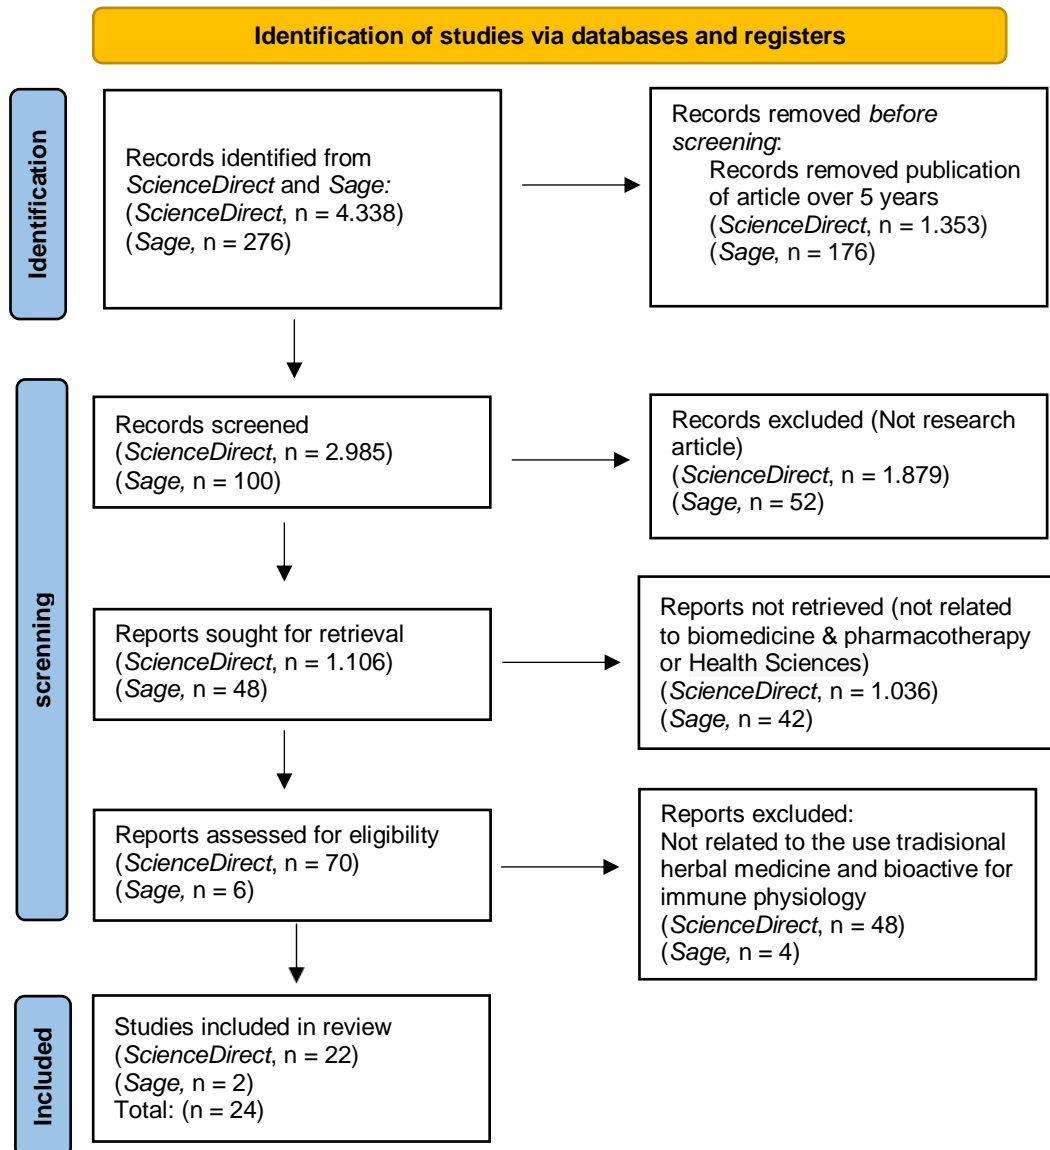 Identification of studies via databases and registers
Identification
Records identified from
ScienceDirect and Sage:
(ScienceDirect, n = 4.338)
(Sage, n = 276)
Records removed before
screening:
Records removed publication
of article over 5 years
(ScienceDirect, n = 1.353)
(Sage, n = 176)
screnning
Records screened
(ScienceDirect, n = 2.985)
(Sage, n = 100)
Records excluded (Not research
article)
(ScienceDirect, n = 1.879)
(Sage, n = 52)
Reports sought for retrieval
(ScienceDirect, n = 1.106)
(Sage, n = 48)
Reports not retrieved (not related
to biomedicine & pharmacotherapy
or Health Sciences)
(ScienceDirect, n = 1.036)
(Sage, n = 42)
Reports assessed for eligibility
(ScienceDirect, n = 70)
(Sage, n = 6)
Reports excluded:
Not related to the use tradisional
herbal medicine and bioactive for
immune physiology
(ScienceDirect, n = 48)
(Sage, n = 4)
Included
Studies included in review
(ScienceDirect, n = 22)
(Sage, n = 2)
Total: (n = 24)